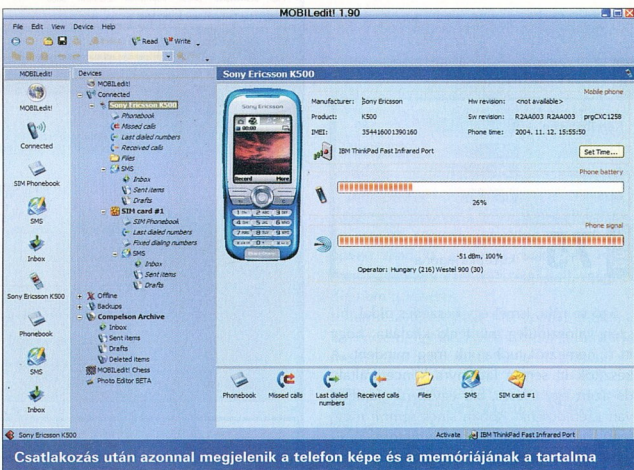 MOBILedit! 1.90
File Edit View Device Help
Read Write
MOBILedit!
MOBILedit!
Connected
SIM Phonebook
SMS
Inbox
Sony Ericsson K500
Phonebook
SMS
Inbox
Devices
MOBILedit!
Connected
Sony Ericsson K500
Phonebook
Missed calls
Last dialed numbers
Received calls
Files
SMS
Inbox
Sent items
Drafts
SIM card #1
SIM Phonebook
Last dialed numbers
Fixed dialing numbers
SMS
Inbox
Sent items
Drafts
Offline
Backups
Compelson Archive
Inbox
Sent items
Drafts
Deleted items
MOBILedit! Chess
Photo Editor BETA
Sony Ericsson K500
Sony Ericsson
00:00
Record More
Mobile phone
Manufacturer: Sony Ericsson Hw revision: <not available>
Product: K500 Sw revision: R2AA003 R2AA003 prgCXC1258
IMEI: 354416001390160 Phone time: 2004. 11. 12. 15:55:50
IBM ThinkPad Fast Infrared Port Set Time...
Phone battery
26%
Phone signal
-51 dBm, 100%
Operator: Hungary (216) Westel 900 (30)
Phonebook Missed calls Last dialed numbers Received calls Files SMS SIM card #1
Sony Ericsson K500 Activate IBM ThinkPad Fast Infrared Port
Csatlakozás után azonnal megjelenik a telefon képe és a memóriájának a tartalma